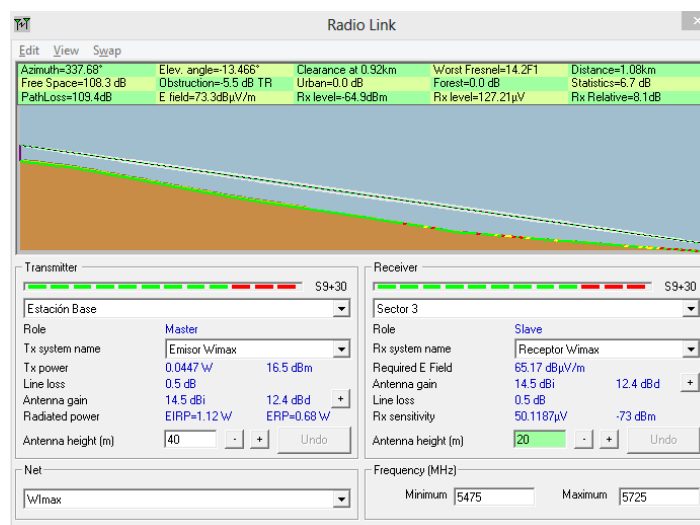 Radio Link
Edit View Swap
Azimuth=337.68° Elev. angle=-13.466° Clearance at 0.92km Worst Fresnel=14.2F1 Distance=1.08km
Free Space=108.3 dB Obstruction=-5.5 dB TR Urban=0.0 dB Forest=0.0 dB Statistics=6.7 dB
PathLoss=109.4dB E field=73.3dBµV/m Rx level=-64.9dBm Rx level=127.21µV Rx Relative=8.1dB
Transmitter
S9+30
Estación Base
Role Master
Tx system name Emisor Wimax
Tx power 0.0447 W 16.5 dBm
Line loss 0.5 dB
Antenna gain 14.5 dBi 12.4 dBd +
Radiated power EIRP=1.12 W ERP=0.68 W
Antenna height (m) 40 - + Undo
Receiver
S9+30
Sector 3
Role Slave
Rx system name Receptor Wimax
Required E Field 65.17 dBµV/m
Antenna gain 14.5 dBi 12.4 dBd +
Line loss 0.5 dB
Rx sensitivity 50.1187µV -73 dBm
Antenna height (m) 20 - + Undo
Net
WImax
Frequency (MHz)
Minimum 5475 Maximum 5725